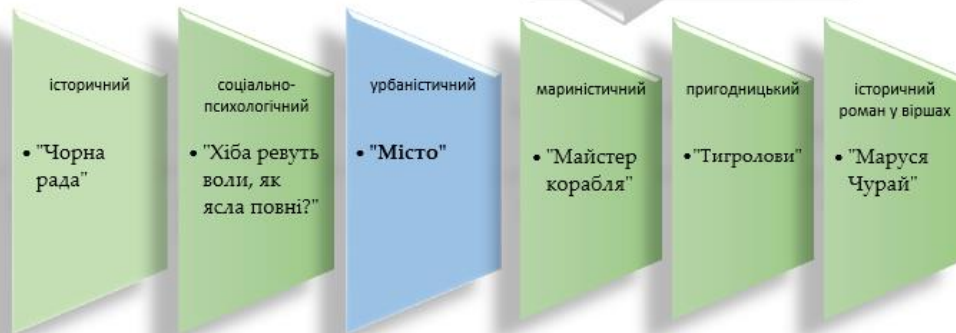 історичний
• "Чорна
рада"
соціально-
психологічний
• "Хіба ревуть
воли, як
ясла повні?"
урбаністичний
• "Місто"
мариністичний
• "Майстер
корабля"
пригодницький
• "Тигролови"
історичний
роман у віршах
• "Маруся
Чурай"